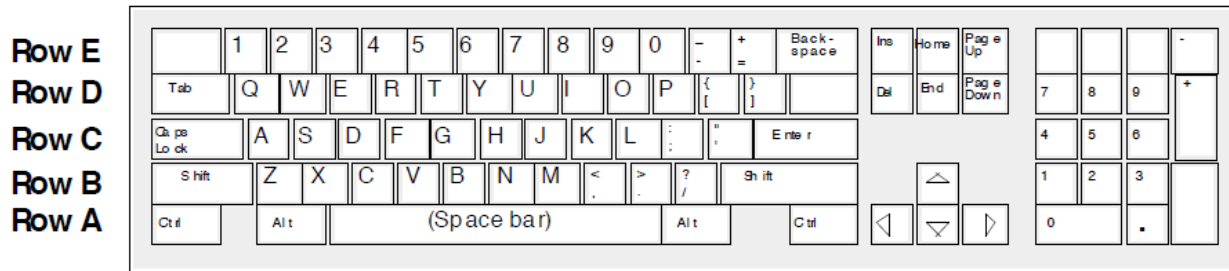 Row E 1 2 3 4 5 6 7 8 9 0 - - + = Back-space Ins Home Page Up -
Row D Tab Q W E R T Y U I O P { [ } ] Del End Page Down 7 8 9 +
Row C Caps Lock A S D F G H J K L : ; " ' Enter 4 5 6
Row B Shift Z X C V B N M < , > . ? / Shift 1 2 3
Row A Ctrl Alt (Space bar) Alt Ctrl 0 .